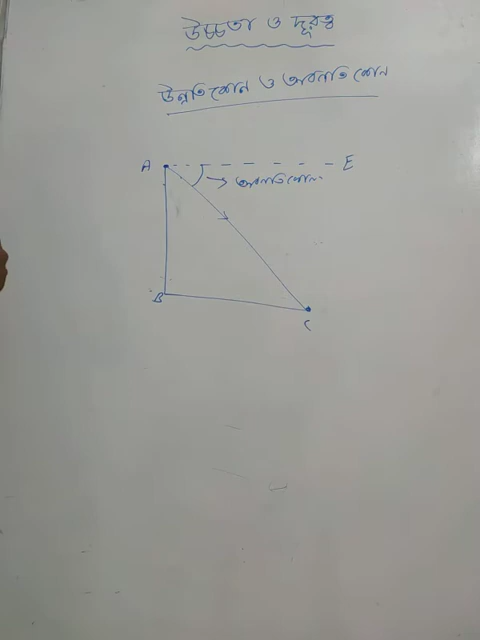 উচ্চতা ও দূরত্ব
উন্নতি কোন ও অবনতি কোন
A E
অবনতি কোন
B
C